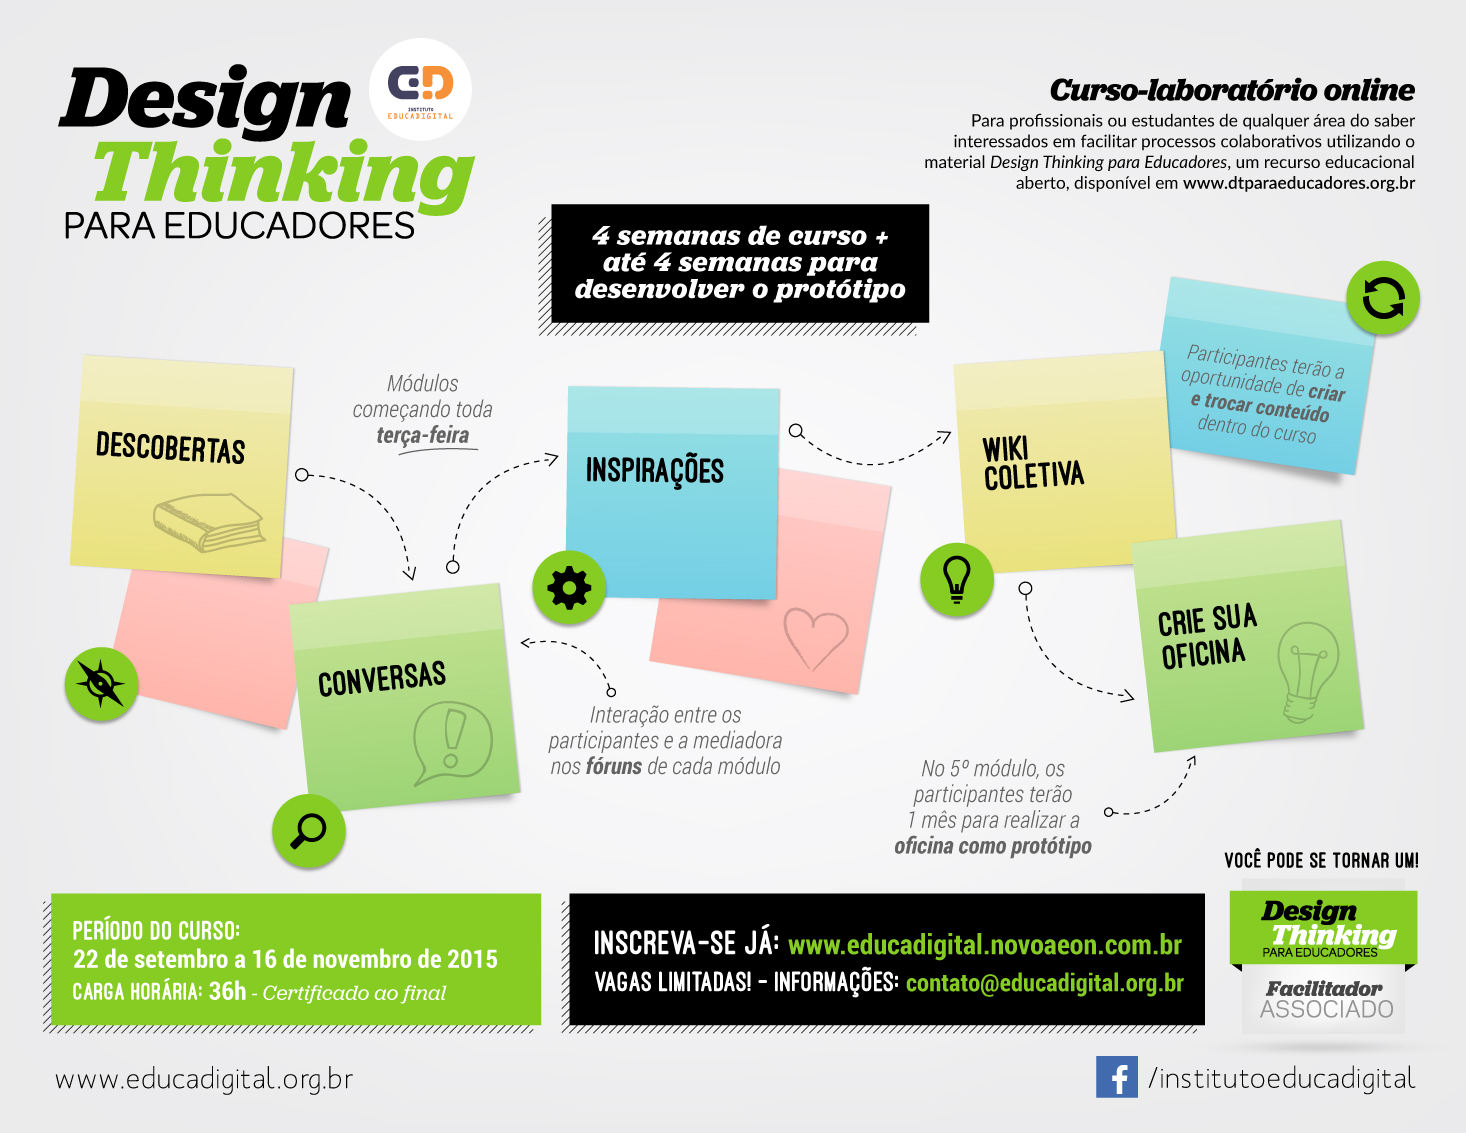 Design
Thinking
PARA EDUCADORES
INSTITUTO
EDUCADIGITAL
Curso-laboratório online
Para profissionais ou estudantes de qualquer área do saber
interessados em facilitar processos colaborativos utilizando o
material Design Thinking para Educadores, um recurso educacional
aberto, disponível em www.dtparaeducadores.org.br
4 semanas de curso +
até 4 semanas para
desenvolver o protótipo
DESCOBERTAS
Módulos
começando toda
terça-feira
CONVERSAS
INSPIRAÇÕES
Interação entre os
participantes e a mediadora
nos fóruns de cada módulo
WIKI
COLETIVA
Participantes terão a
oportunidade de criar
e trocar conteúdo
dentro do curso
CRIE SUA
OFICINA
No 5º módulo, os
participantes terão
1 mês para realizar a
oficina como protótipo
PERÍODO DO CURSO:
22 de setembro a 16 de novembro de 2015
CARGA HORÁRIA: 36h - Certificado ao final
INSCREVA-SE JÁ: www.educadigital.novoaeon.com.br
VAGAS LIMITADAS! - INFORMAÇÕES: contato@educadigital.org.br
VOCÊ PODE SE TORNAR UM!
Design
Thinking
PARA EDUCADORES
Facilitador
ASSOCIADO
www.educadigital.org.br
/institutoeducadigital